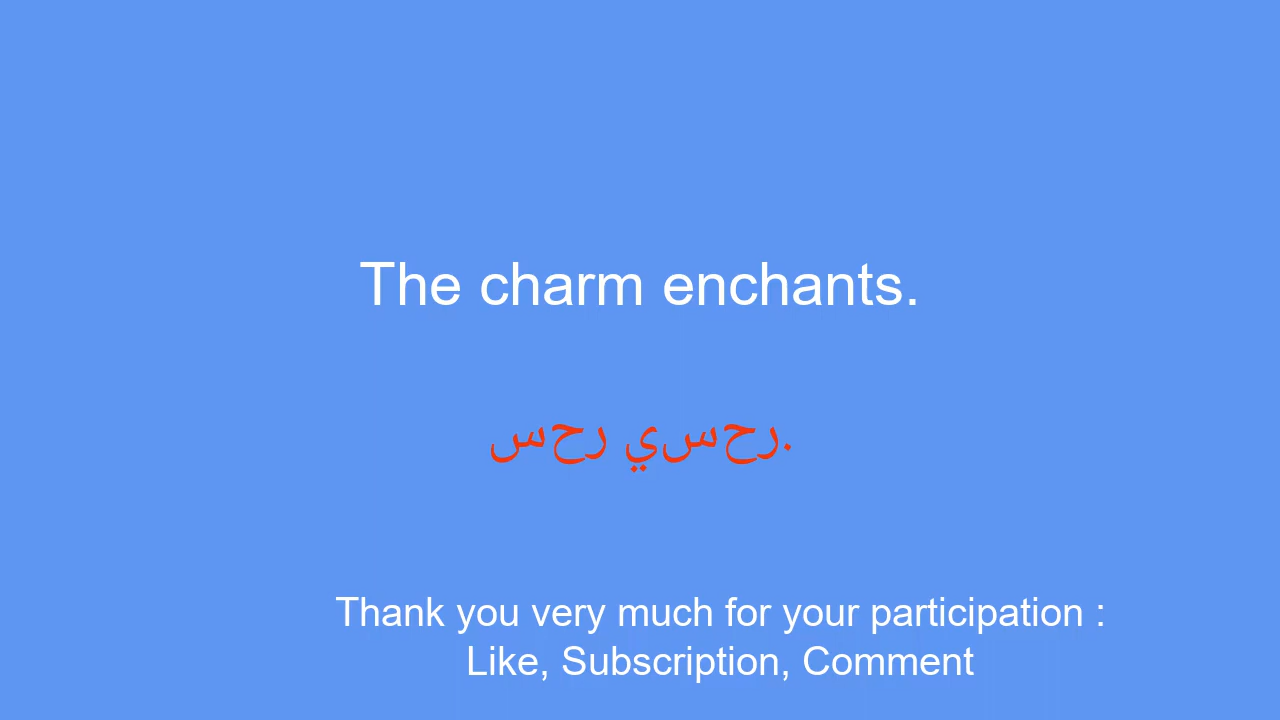 The charm enchants.
سحر يسحر.
Thank you very much for your participation :
Like, Subscription, Comment